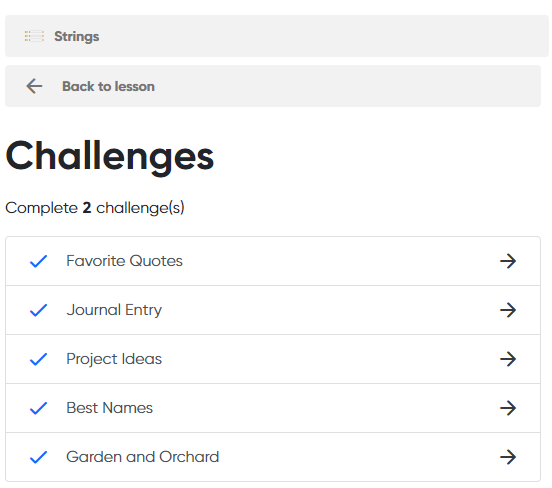 Strings
Back to lesson
Challenges
Complete 2 challenge(s)
Favorite Quotes
Journal Entry
Project Ideas
Best Names
Garden and Orchard